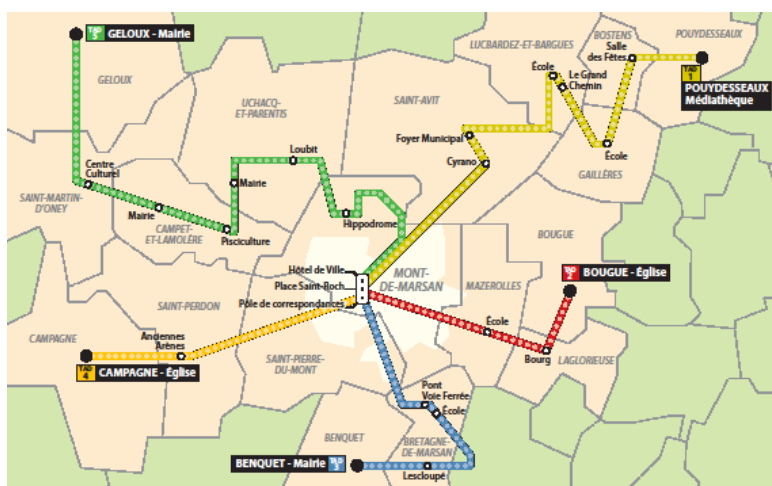 TAD
5
GELOUX - Mairie
GELOUX
LUCBARDEZ-ET-BARGUES
BOSTENS
POUYDESSEAUX
Salle
des Fêtes
École
Le Grand
Chemin
TAD
1
POUYDESSEAUX
Médiathèque
UCHACQ-
ET-PARENTIS
SAINT-AVIT
Foyer Municipal
Cyrano
École
GAILLÈRES
Loubit
Centre
Culturel
Mairie
SAINT-MARTIN-
D'ONEY
Mairie
CAMPET-
ET-LAMOLÈRE
Pisciculture
Hippodrome
BOUGUE
Hôtel de Ville
Place Saint-Roch
Pôle de correspondances
MONT-
DE-MARSAN
MAZEROLLES
TAD
2
BOUGUE - Église
SAINT-PERDON
CAMPAGNE
Anciennes
Arènes
École
Bourg
LAGLORIEUSE
SAINT-PIERRE-
DU-MONT
TAD
4
CAMPAGNE - Église
Pont
Voie Ferrée
École
BENQUET
BRETAGNE-
DE-MARSAN
BENQUET - Mairie
TAD
3
Lescloupé